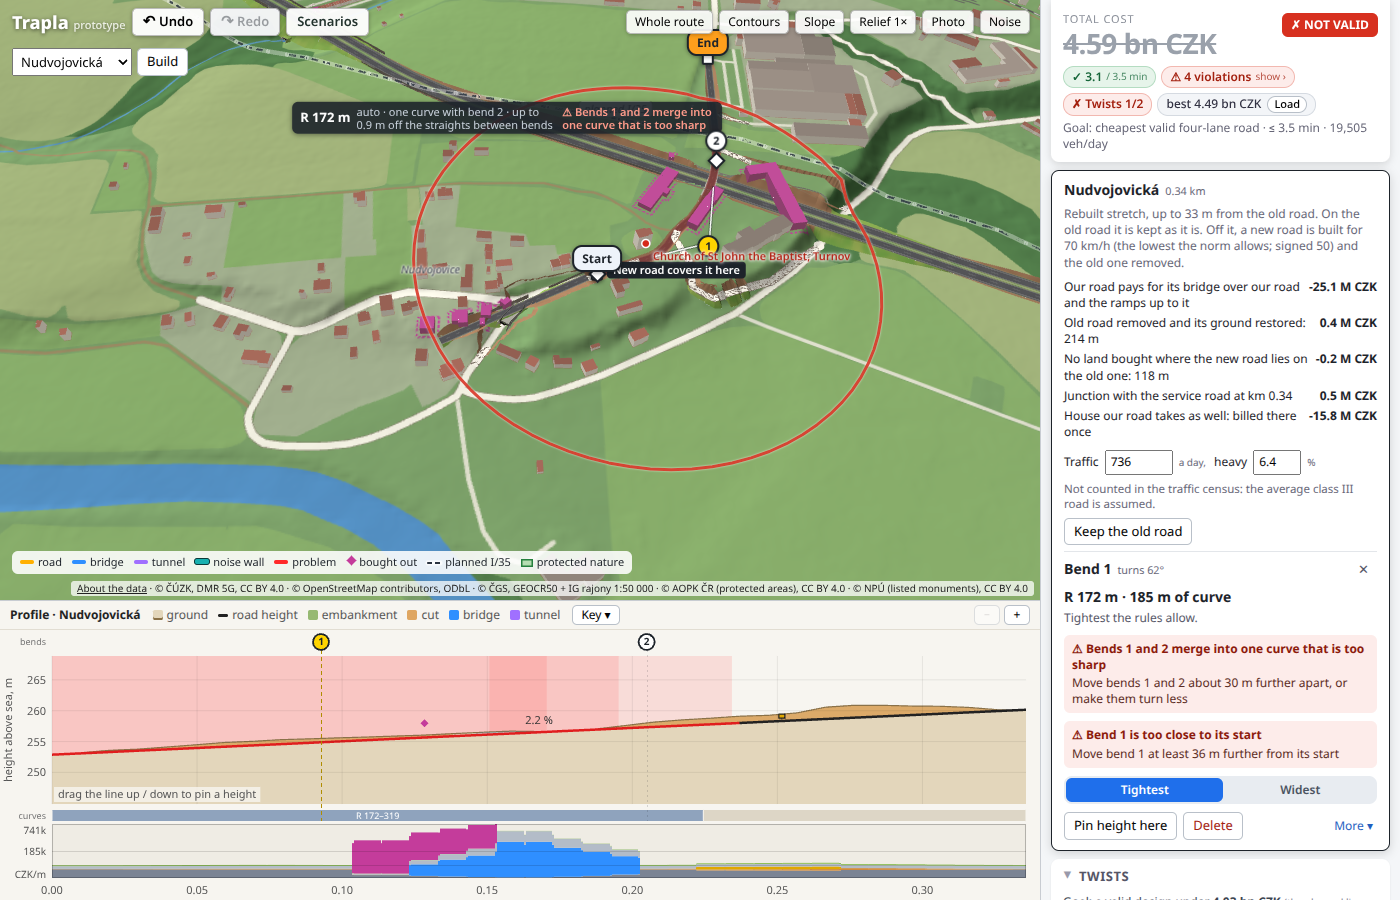 Trapla prototype
↶ Undo
↷ Redo
Scenarios
Whole route
Contours
Slope
Relief 1×
Photo
Noise
Nudvojovická
Build
End
R 172 m auto · one curve with bend 2 · up to 0.9 m off the straights between bends
⚠ Bends 1 and 2 merge into one curve that is too sharp
2
1
Start
Church of St John the Baptist, Turnov
New road covers it here
Nudvojovice
road
bridge
tunnel
noise wall
problem
bought out
planned I/35
protected nature
About the data · © ČÚZK, DMR 5G, CC BY 4.0 · © OpenStreetMap contributors, ODbL · © ČGS, GEOCR50 + IG rajony 1:50 000 · © AOPK ČR (protected areas), CC BY 4.0 · © NPÚ (listed monuments), CC BY 4.0
Profile · Nudvojovická
ground
road height
embankment
cut
bridge
tunnel
Key ▾
−
+
bends
1
2
height above sea, m
265
260
255
250
2.2 %
drag the line up / down to pin a height
curves
R 172–319
741k
185k
CZK/m
0.00
0.05
0.10
0.15
0.20
0.25
0.30
TOTAL COST
4.59 bn CZK
✗ NOT VALID
✓ 3.1 / 3.5 min
⚠ 4 violations show ›
✗ Twists 1/2
best 4.49 bn CZK Load
Goal: cheapest valid four-lane road · ≤ 3.5 min · 19,505
veh/day
Nudvojovická 0.34 km
Rebuilt stretch, up to 33 m from the old road. On the
old road it is kept as it is. Off it, a new road is built for
70 km/h (the lowest the norm allows; signed 50) and
the old one removed.
Our road pays for its bridge over our road -25.1 M CZK
and the ramps up to it
Old road removed and its ground restored: 0.4 M CZK
214 m
No land bought where the new road lies on -0.2 M CZK
the old one: 118 m
Junction with the service road at km 0.34 0.5 M CZK
House our road takes as well: billed there -15.8 M CZK
once
Traffic 736 a day, heavy 6.4 %
Not counted in the traffic census: the average class III
road is assumed.
Keep the old road
Bend 1 turns 62° ✕
R 172 m · 185 m of curve
Tightest the rules allow.
⚠ Bends 1 and 2 merge into one curve that is too
sharp
Move bends 1 and 2 about 30 m further apart, or
make them turn less
⚠ Bend 1 is too close to its start
Move bend 1 at least 36 m further from its start
Tightest
Widest
Pin height here
Delete
More ▾
▼ TWISTS